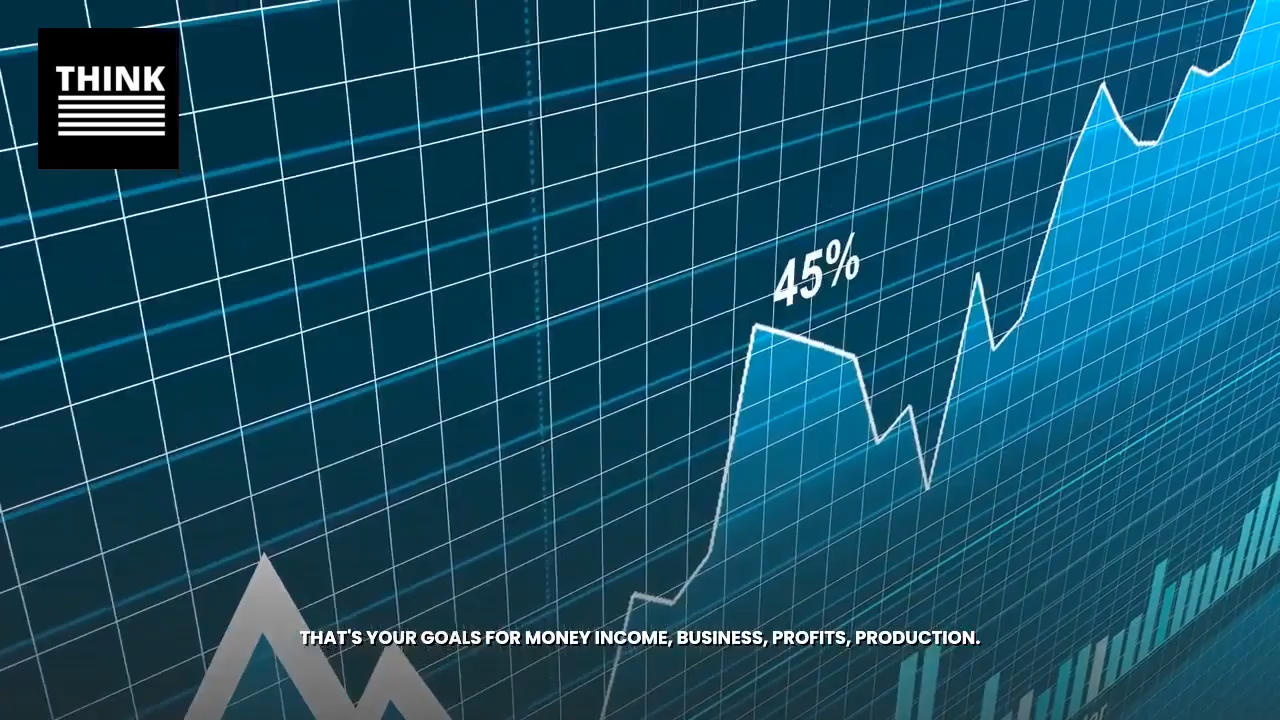 THINK
45%
THAT'S YOUR GOALS FOR MONEY INCOME, BUSINESS, PROFITS, PRODUCTION.